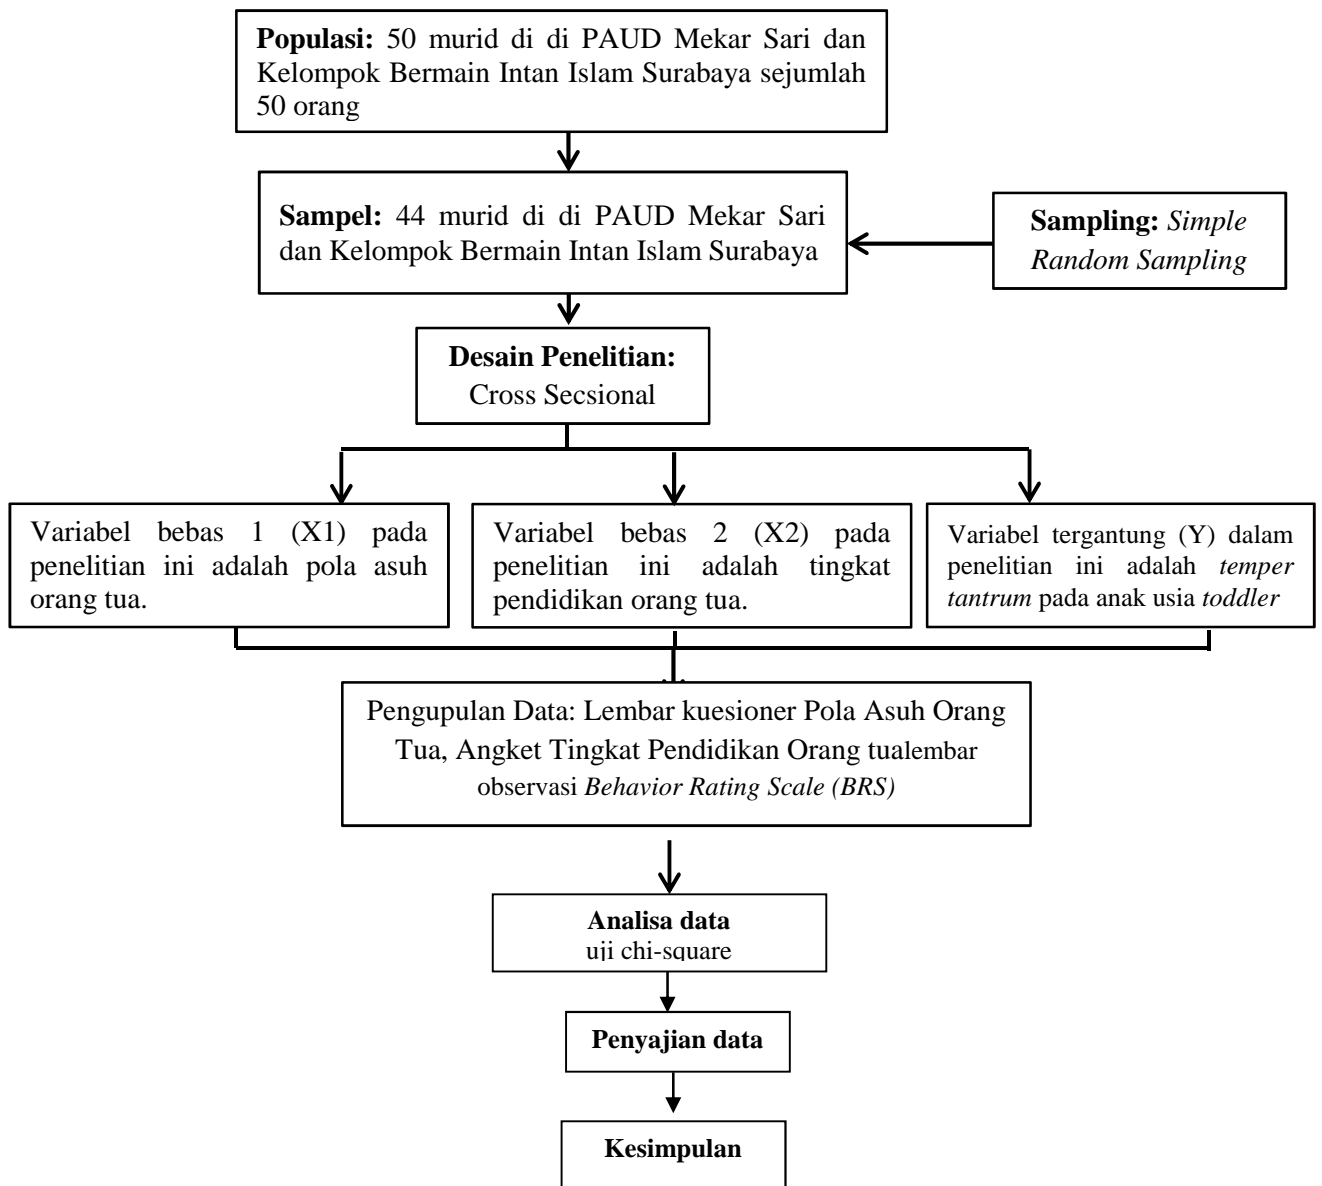 Populasi: 50 murid di di PAUD Mekar Sari dan
Kelompok Bermain Intan Islam Surabaya sejumlah
50 orang
Sampel: 44 murid di di PAUD Mekar Sari
dan Kelompok Bermain Intan Islam Surabaya
Sampling: Simple
Random Sampling
Desain Penelitian:
Cross Secsional
Variabel bebas 1 (X1) pada
penelitian ini adalah pola asuh
orang tua.
Variabel bebas 2 (X2) pada
penelitian ini adalah tingkat
pendidikan orang tua.
Variabel tergantung (Y) dalam
penelitian ini adalah temper
tantrum pada anak usia toddler
Pengupulan Data: Lembar kuesioner Pola Asuh Orang
Tua, Angket Tingkat Pendidikan Orang tualembar
observasi Behavior Rating Scale (BRS)
Analisa data
uji chi-square
Penyajian data
Kesimpulan